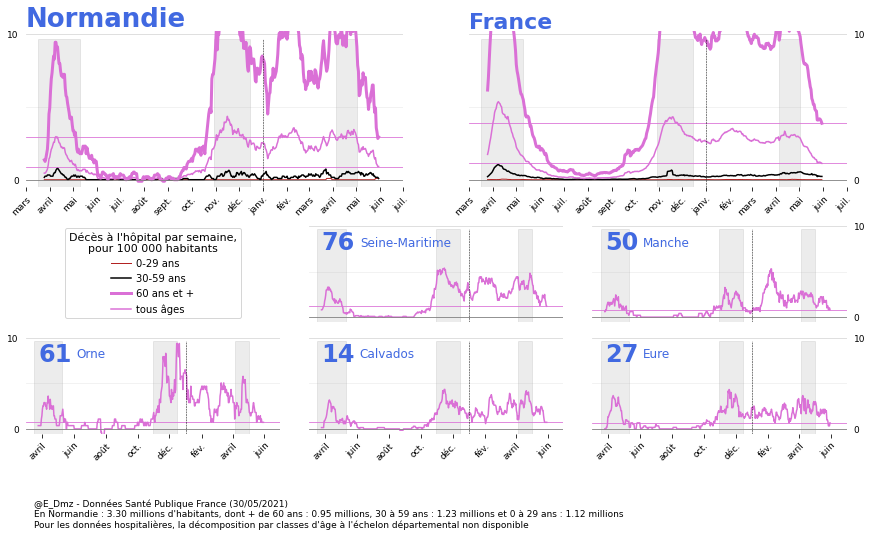 Normandie
France
10
0
10
0
mars avril mai juin juil. août sept. oct. nov. déc. janv. fév. mars avril mai juin juil.
mars avril mai juin juil. août sept. oct. nov. déc. janv. fév. mars avril mai juin juil.
Décès à l'hôpital par semaine,
pour 100 000 habitants
0-29 ans
30-59 ans
60 ans et +
tous âges
76 Seine-Maritime
50 Manche
0
61 Orne
14 Calvados
27 Eure
10
0
10
0
avril juin août oct. déc. fév. avril juin
avril juin août oct. déc. fév. avril juin
avril juin août oct. déc. fév. avril juin
@E_Dmz - Données Santé Publique France (30/05/2021)
En Normandie : 3.30 millions d'habitants, dont + de 60 ans : 0.95 millions, 30 à 59 ans : 1.23 millions et 0 à 29 ans : 1.12 millions
Pour les données hospitalières, la décomposition par classes d'âge à l'échelon départemental non disponible